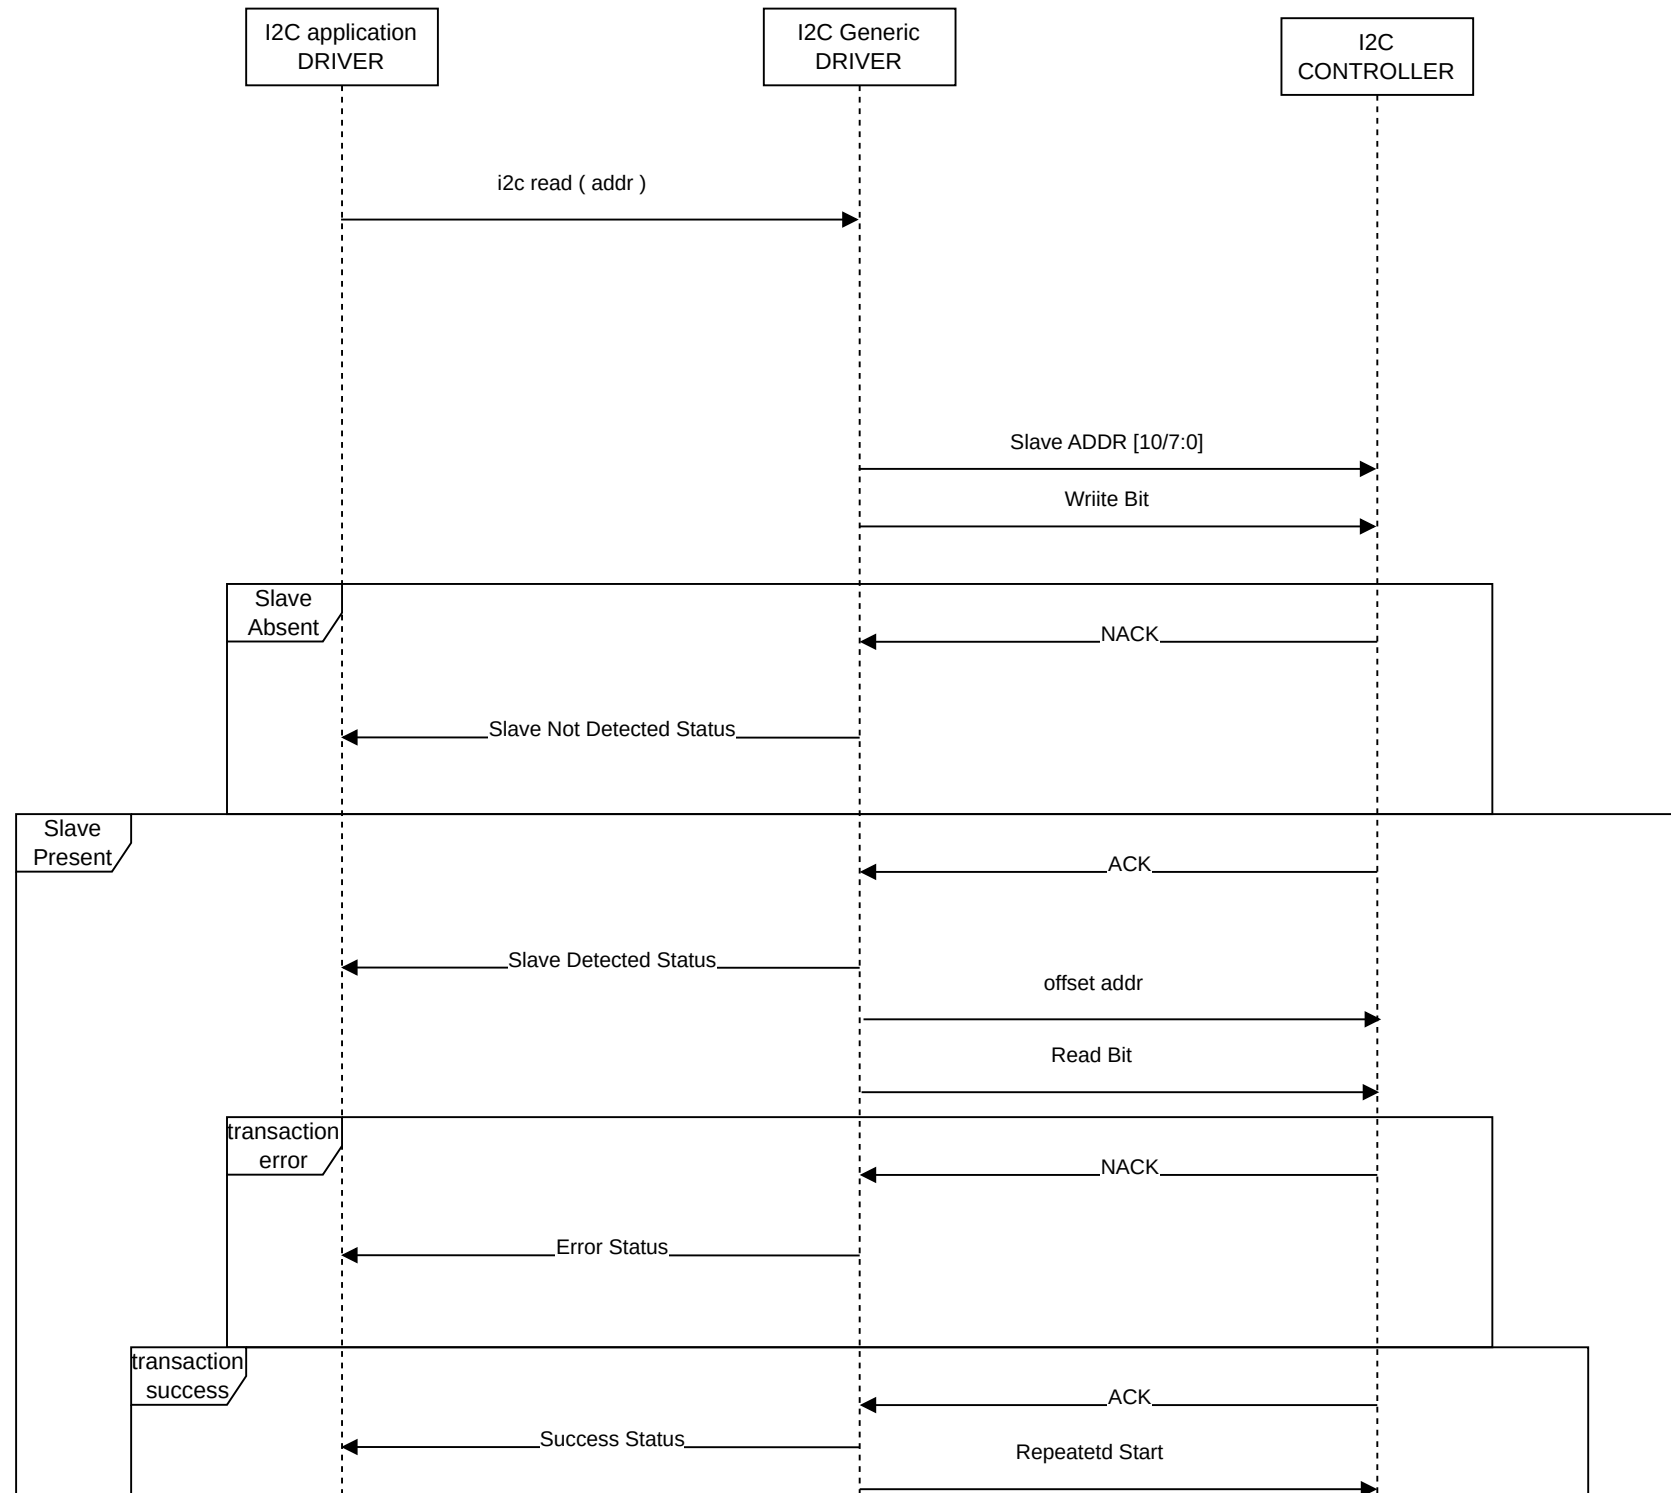 I2C application
DRIVER
I2C Generic
DRIVER
I2C
CONTROLLER
i2c read ( addr )
Slave ADDR [10/7:0]
Wriite Bit
Slave
Absent
NACK
Slave Not Detected Status
Slave
Present
ACK
Slave Detected Status
offset addr
Read Bit
transaction
error
NACK
Error Status
transaction
success
ACK
Success Status
Repeatetd Start